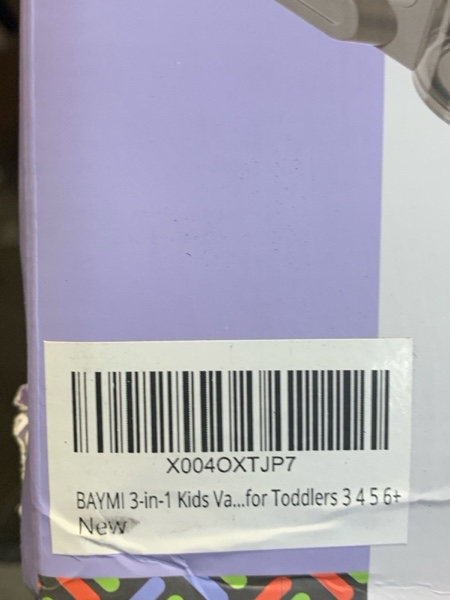 X004OXTJP7
BAYMI 3-in-1 Kids Va...for Toddlers 3 4 5 6+
New